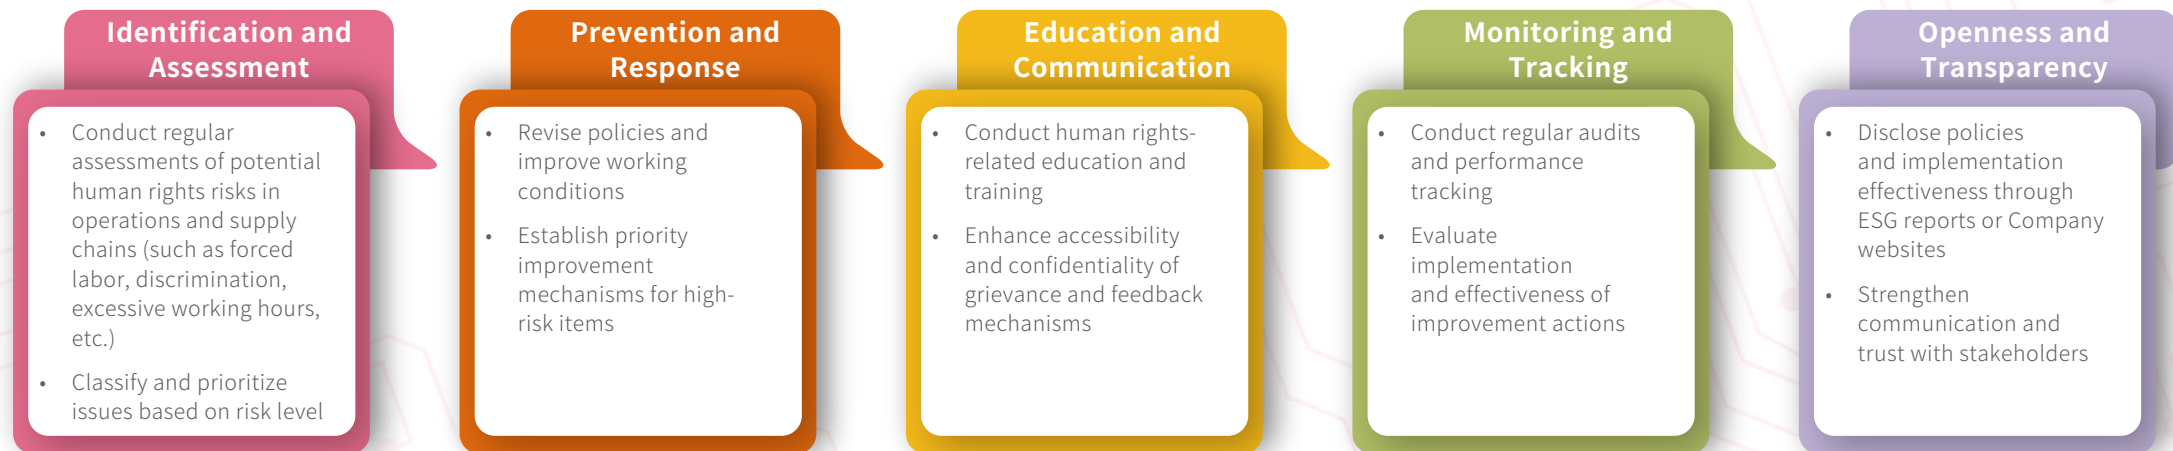 Identification and
Assessment
• Conduct regular
assessments of potential
human rights risks in
operations and supply
chains (such as forced
labor, discrimination,
excessive working hours,
etc.)
• Classify and prioritize
issues based on risk level
Prevention and
Response
• Revise policies and
improve working
conditions
• Establish priority
improvement
mechanisms for high-
risk items
Education and
Communication
• Conduct human rights-
related education and
training
• Enhance accessibility
and confidentiality of
grievance and feedback
mechanisms
Monitoring and
Tracking
• Conduct regular audits
and performance
tracking
• Evaluate
implementation
and effectiveness of
improvement actions
Openness and
Transparency
• Disclose policies
and implementation
effectiveness through
ESG reports or Company
websites
• Strengthen
communication and
trust with stakeholders